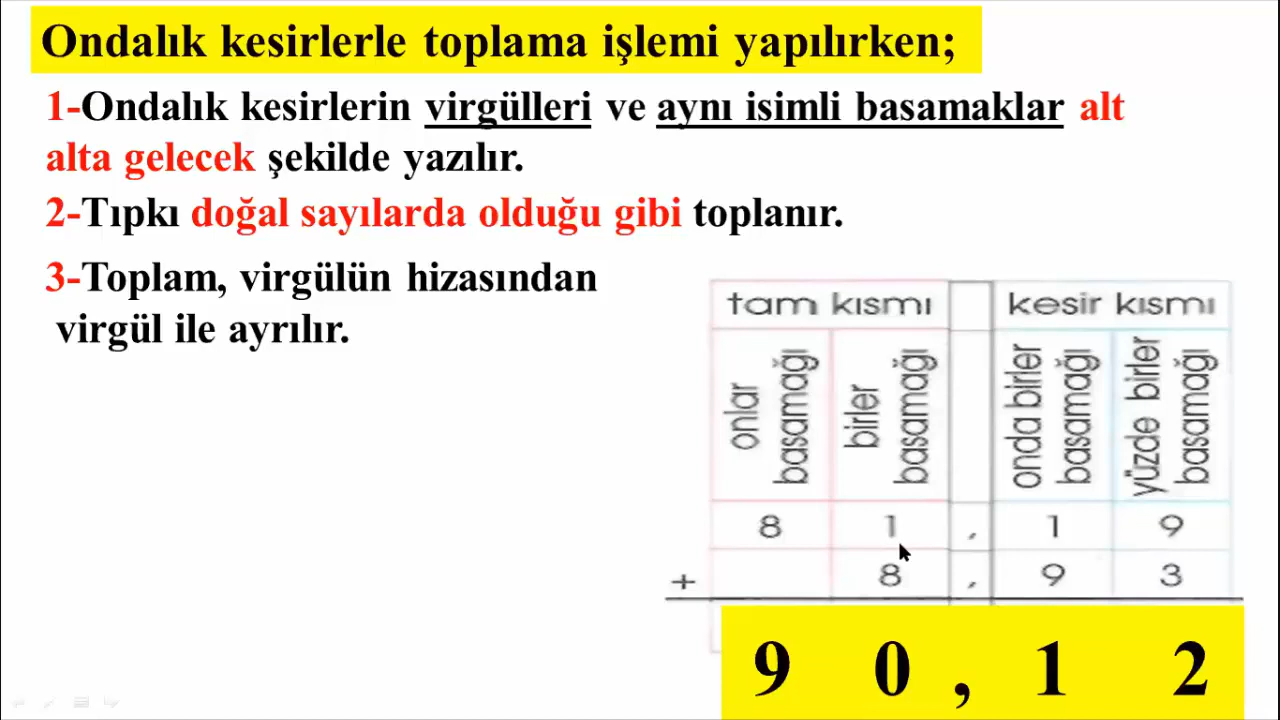 Ondalık kesirlerle toplama işlemi yapılırken;
1-Ondalık kesirlerin virgülleri ve aynı isimli basamaklar alt
alta gelecek şekilde yazılır.
2-Tıpkı doğal sayılarda olduğu gibi toplanır.
3-Toplam, virgülün hizasından
virgül ile ayrılır.
tam kısmı kesir kısmı
onlar basamağı birler basamağı onda birler basamağı yüzde birler basamağı
8 1 , 1 9
+ 8 , 9 3
9 0 , 1 2